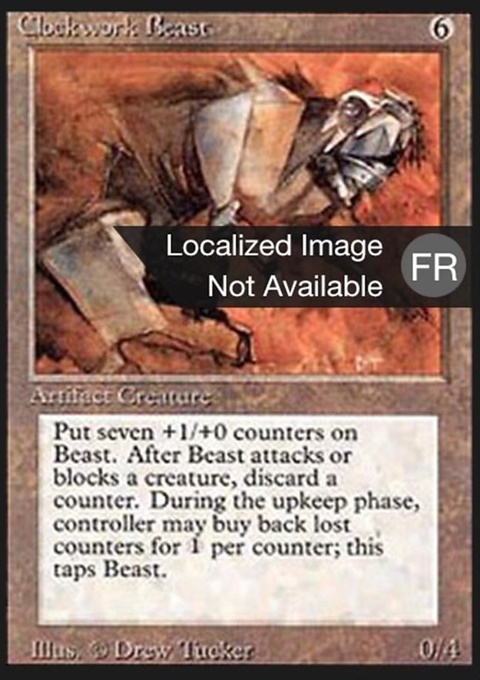 Clockwork Beast 6
Localized Image
Not Available
FR
Artifact Creature
Put seven +1/+0 counters on
Beast. After Beast attacks or
blocks a creature, discard a
counter. During the upkeep phase,
controller may buy back lost
counters for 1 per counter; this
taps Beast.
Illus. © Drew Tucker 0/4